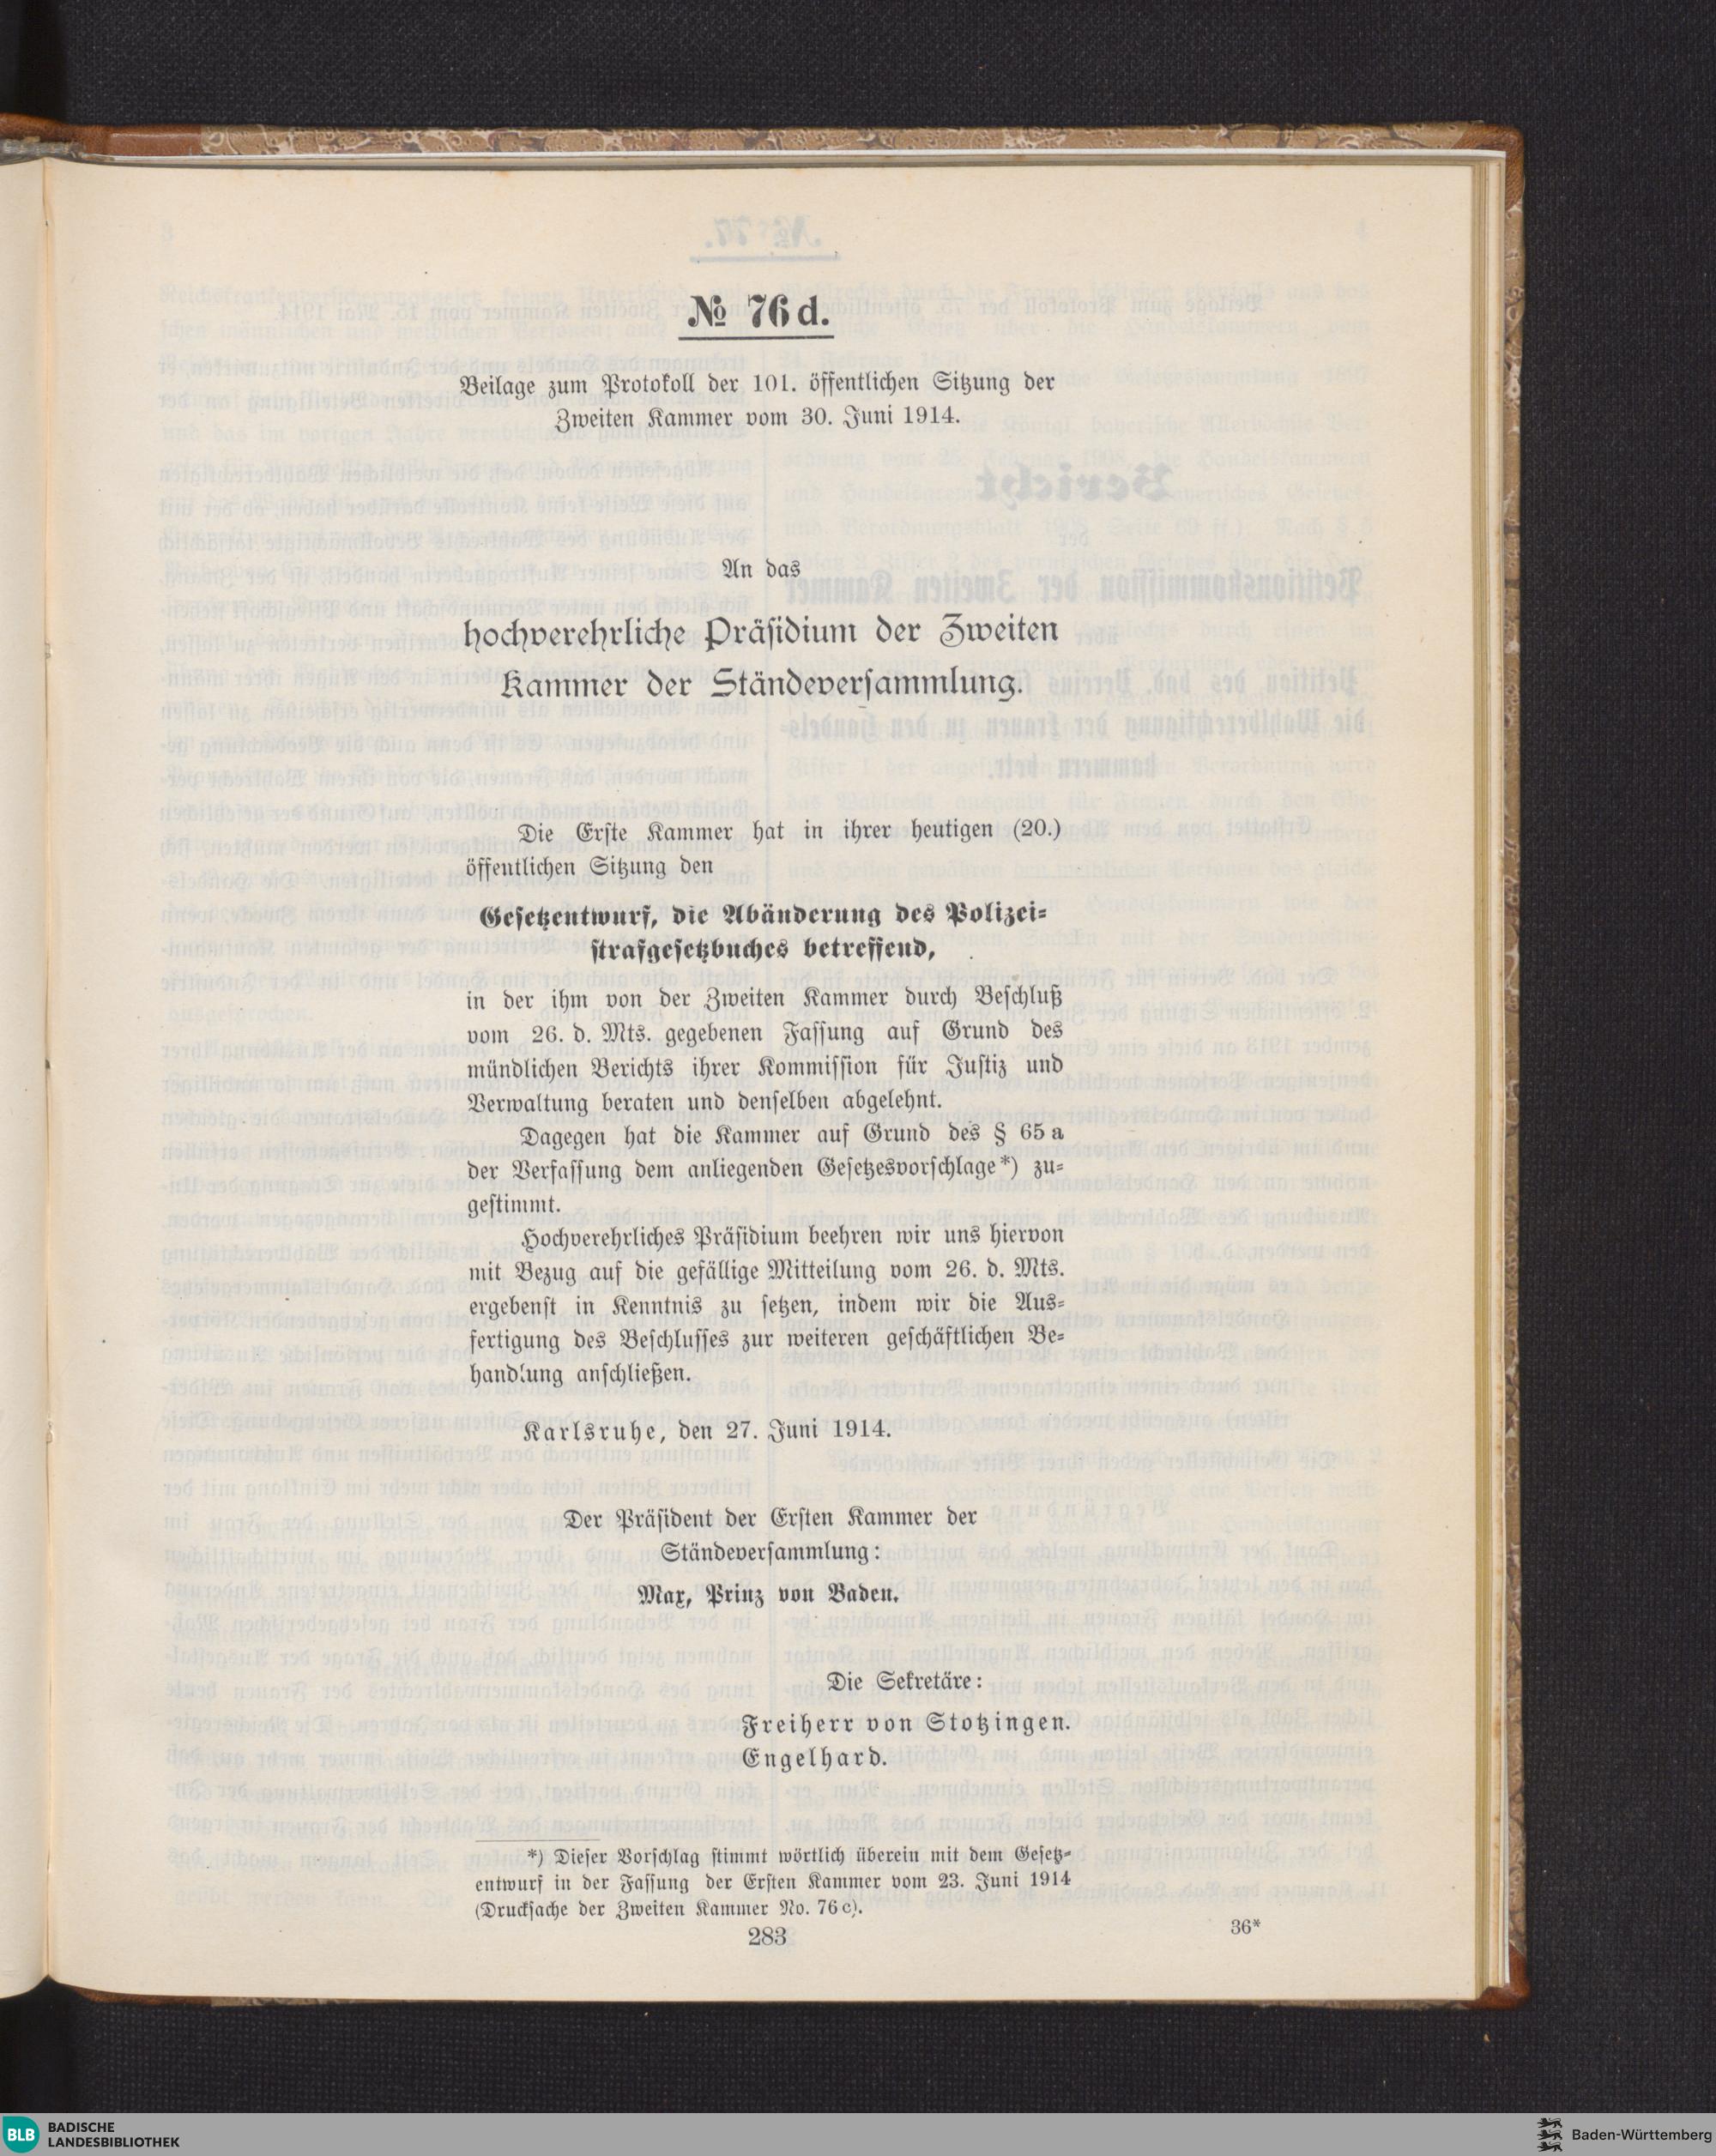 № 76 d.
Beilage zum Protokoll der 101. öffentlichen Sitzung der
Zweiten Kammer vom 30. Juni 1914.
An das
hochverehrliche Präsidium der Zweiten
Kammer der Ständeversammlung.
Die Erste Kammer hat in ihrer heutigen (20.)
öffentlichen Sitzung den
Gesetzentwurf, die Abänderung des Polizei-
strafgesetzbuches betreffend,
in der ihm von der Zweiten Kammer durch Beschluß
vom 26. d. Mts. gegebenen Fassung auf Grund des
mündlichen Berichts ihrer Kommission für Justiz und
Verwaltung beraten und denselben abgelehnt.
Dagegen hat die Kammer auf Grund des § 65 a
der Verfassung dem anliegenden Gesetzesvorschlage*) zu-
gestimmt.
Hochverehrliches Präsidium beehren wir uns hiervon
mit Bezug auf die gefällige Mitteilung vom 26. d. Mts.
ergebenst in Kenntnis zu setzen, indem wir die Aus-
fertigung des Beschlusses zur weiteren geschäftlichen Be-
handlung anschließen.
Karlsruhe, den 27. Juni 1914.
Der Präsident der Ersten Kammer der
Ständeversammlung:
Max, Prinz von Baden.
Die Sekretäre:
Freiherr von Stotzingen.
Engelhard.
*) Dieser Vorschlag stimmt wörtlich überein mit dem Gesetz-
entwurf in der Fassung der Ersten Kammer vom 23. Juni 1914
(Drucksache der Zweiten Kammer No. 76 c).
283
36*
BLB BADISCHE
LANDESBIBLIOTHEK
Baden-Württemberg